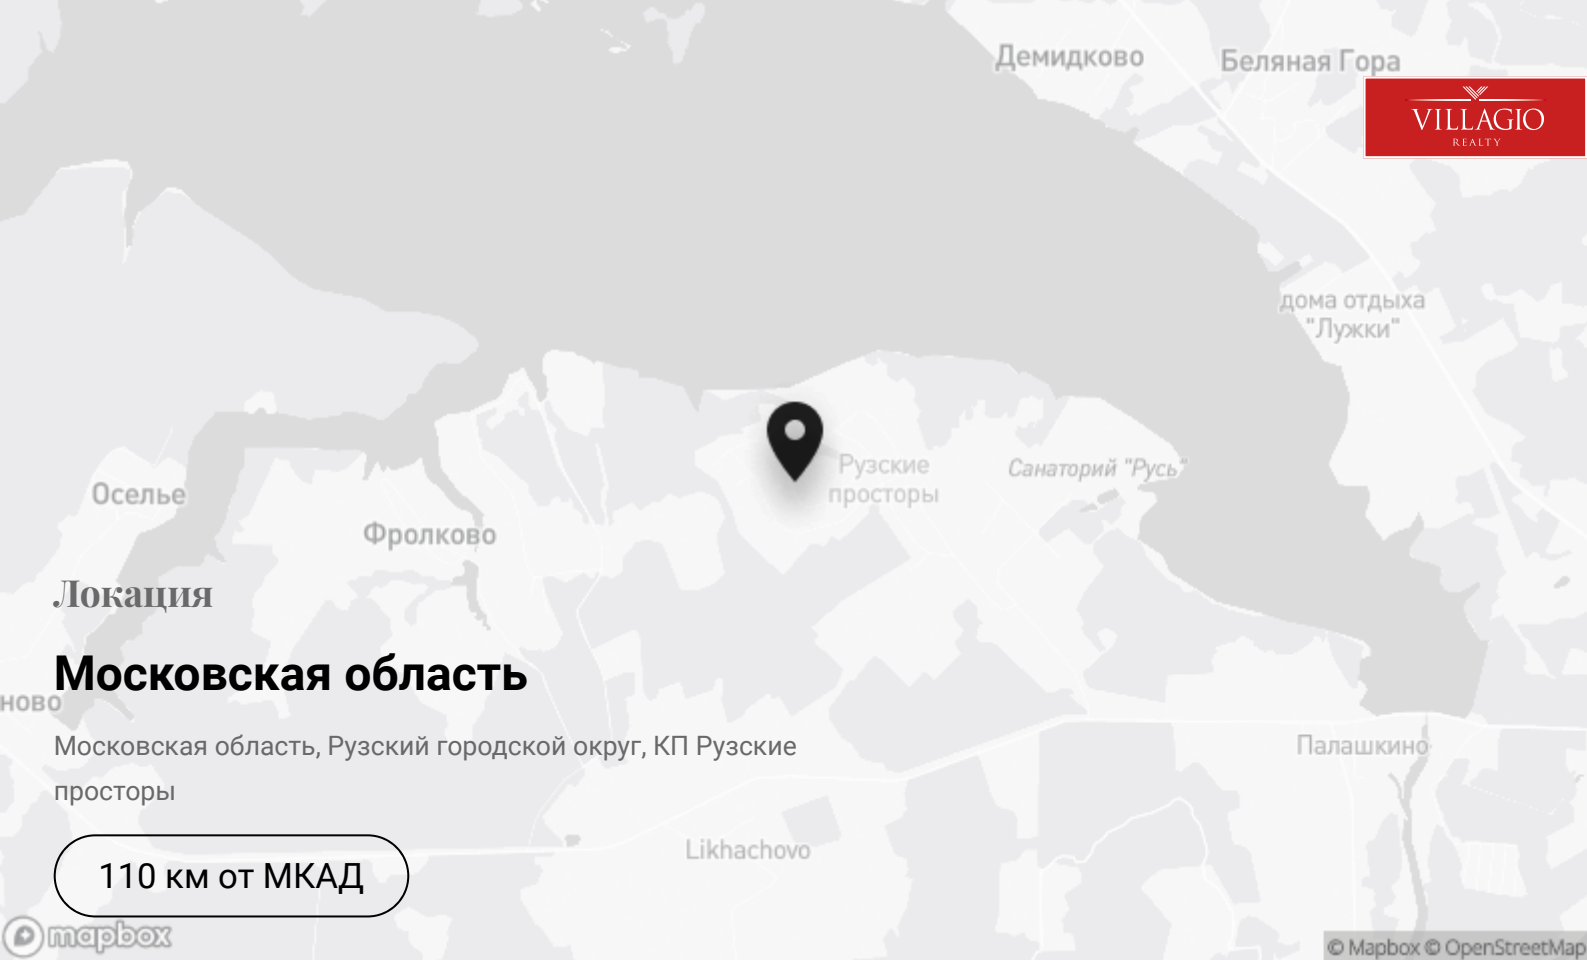 Демидково
Беляная Гора
VILLAGIO
REALTY
дома отдыха
"Лужки"
Рузские
просторы
Санаторий "Русь"
Оселье
Фролково
Локация
Московская область
ново
Московская область, Рузский городской округ, КП Рузские
просторы
Палашкино
Likhachovo
110 км от МКАД
mapbox
© Mapbox © OpenStreetMap